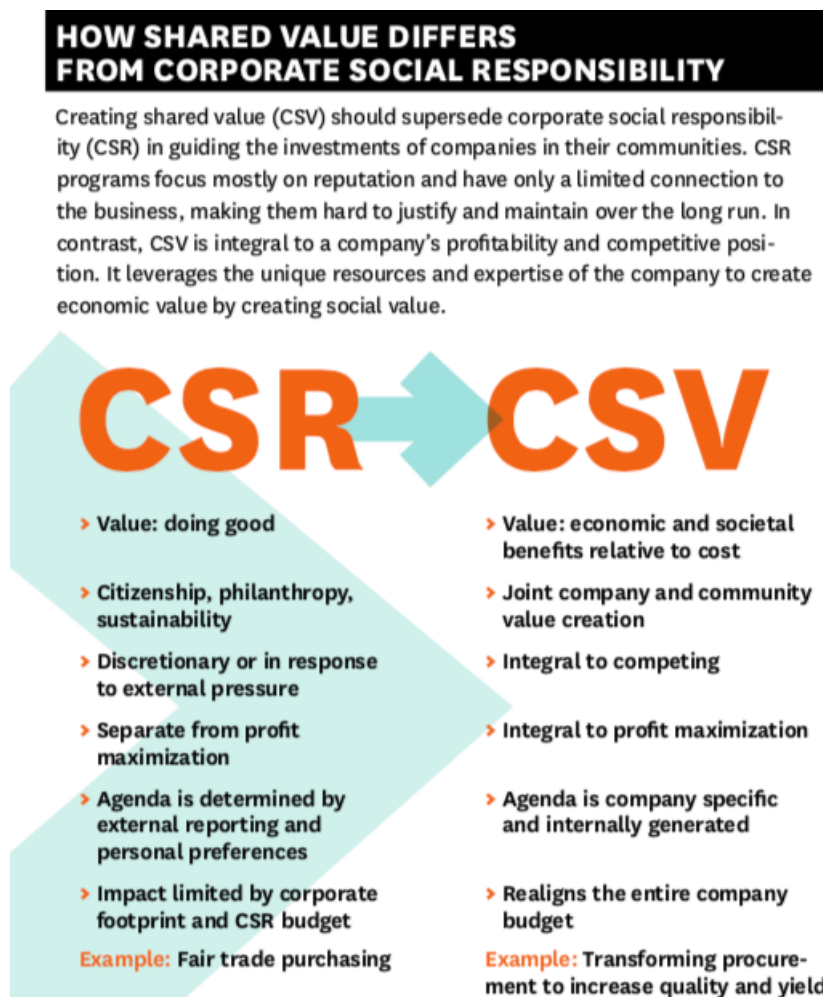 HOW SHARED VALUE DIFFERS
FROM CORPORATE SOCIAL RESPONSIBILITY
Creating shared value (CSV) should supersede corporate social responsibil-
ity (CSR) in guiding the investments of companies in their communities. CSR
programs focus mostly on reputation and have only a limited connection to
the business, making them hard to justify and maintain over the long run. In
contrast, CSV is integral to a company's profitability and competitive posi-
tion. It leverages the unique resources and expertise of the company to create
economic value by creating social value.
CSR
> Value: doing good
> Citizenship, philanthropy,
sustainability
> Discretionary or in response
to external pressure
> Separate from profit
maximization
> Agenda is determined by
external reporting and
personal preferences
> Impact limited by corporate
footprint and CSR budget
Example: Fair trade purchasing
CSV
> Value: economic and societal
benefits relative to cost
> Joint company and community
value creation
> Integral to competing
> Integral to profit maximization
> Agenda is company specific
and internally generated
> Realigns the entire company
budget
Example: Transforming procure-
ment to increase quality and yield